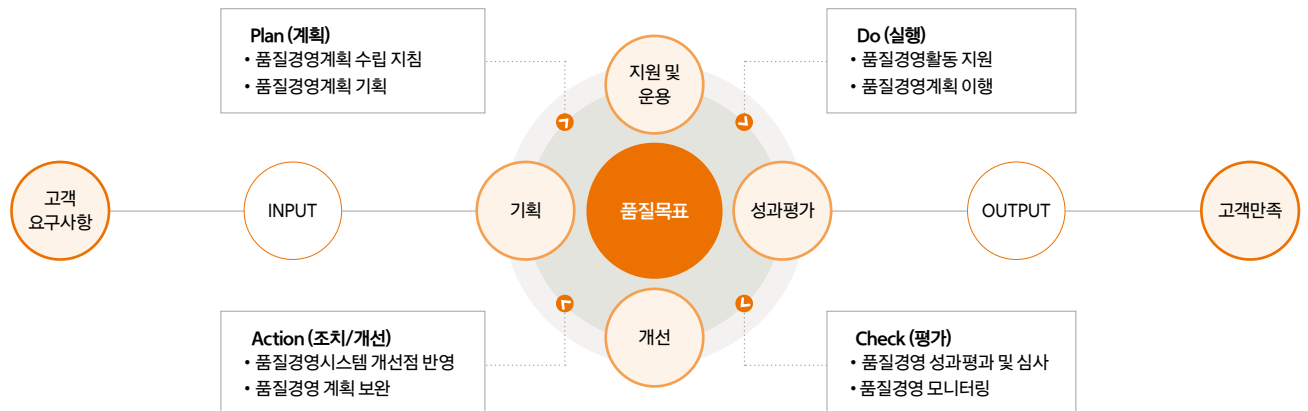 Plan (계획)
• 품질경영계획 수립 지침
• 품질경영계획 기획
지원 및
운용
Do (실행)
• 품질경영활동 지원
• 품질경영계획 이행
고객
요구사항
INPUT
기획
품질목표
성과평가
OUTPUT
고객만족
Action (조치/개선)
• 품질경영시스템 개선점 반영
• 품질경영 계획 보완
개선
Check (평가)
• 품질경영 성과평과 및 심사
• 품질경영 모니터링